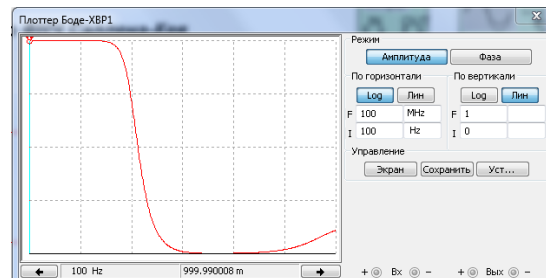 Плоттер Боде-XBP1
Режим
Амплитуда Фаза
По горизонтали По вертикали
Log Лин Log Лин
F 100 MHz F 1
I 100 Hz I 0
Управление
Экран Сохранить Уст...
100 Hz 999.990008 m
+ Вх - + Вых -